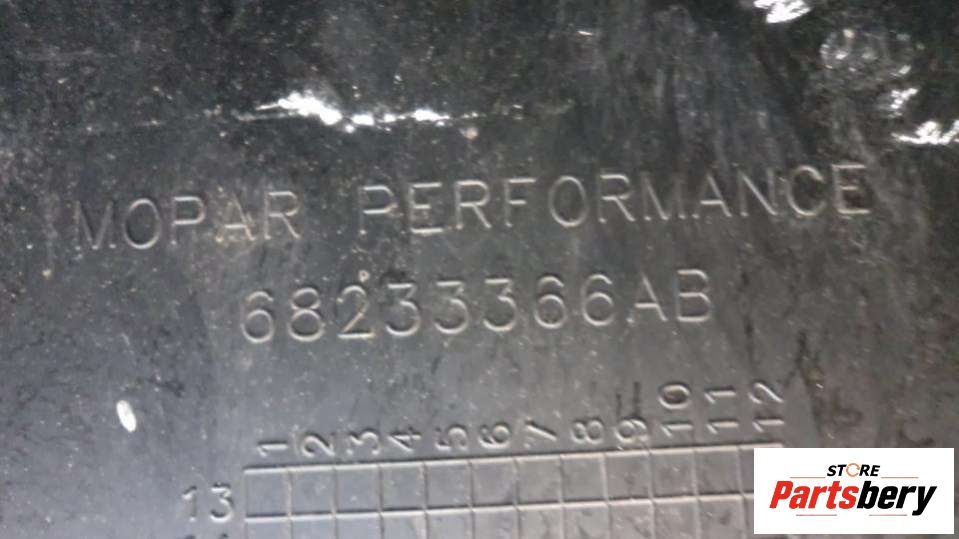 MOPAR PERFORMANCE
68233366AB
1 2 3 4 5 6 7 8 9 10 11 12
13
STORE
Partsbery